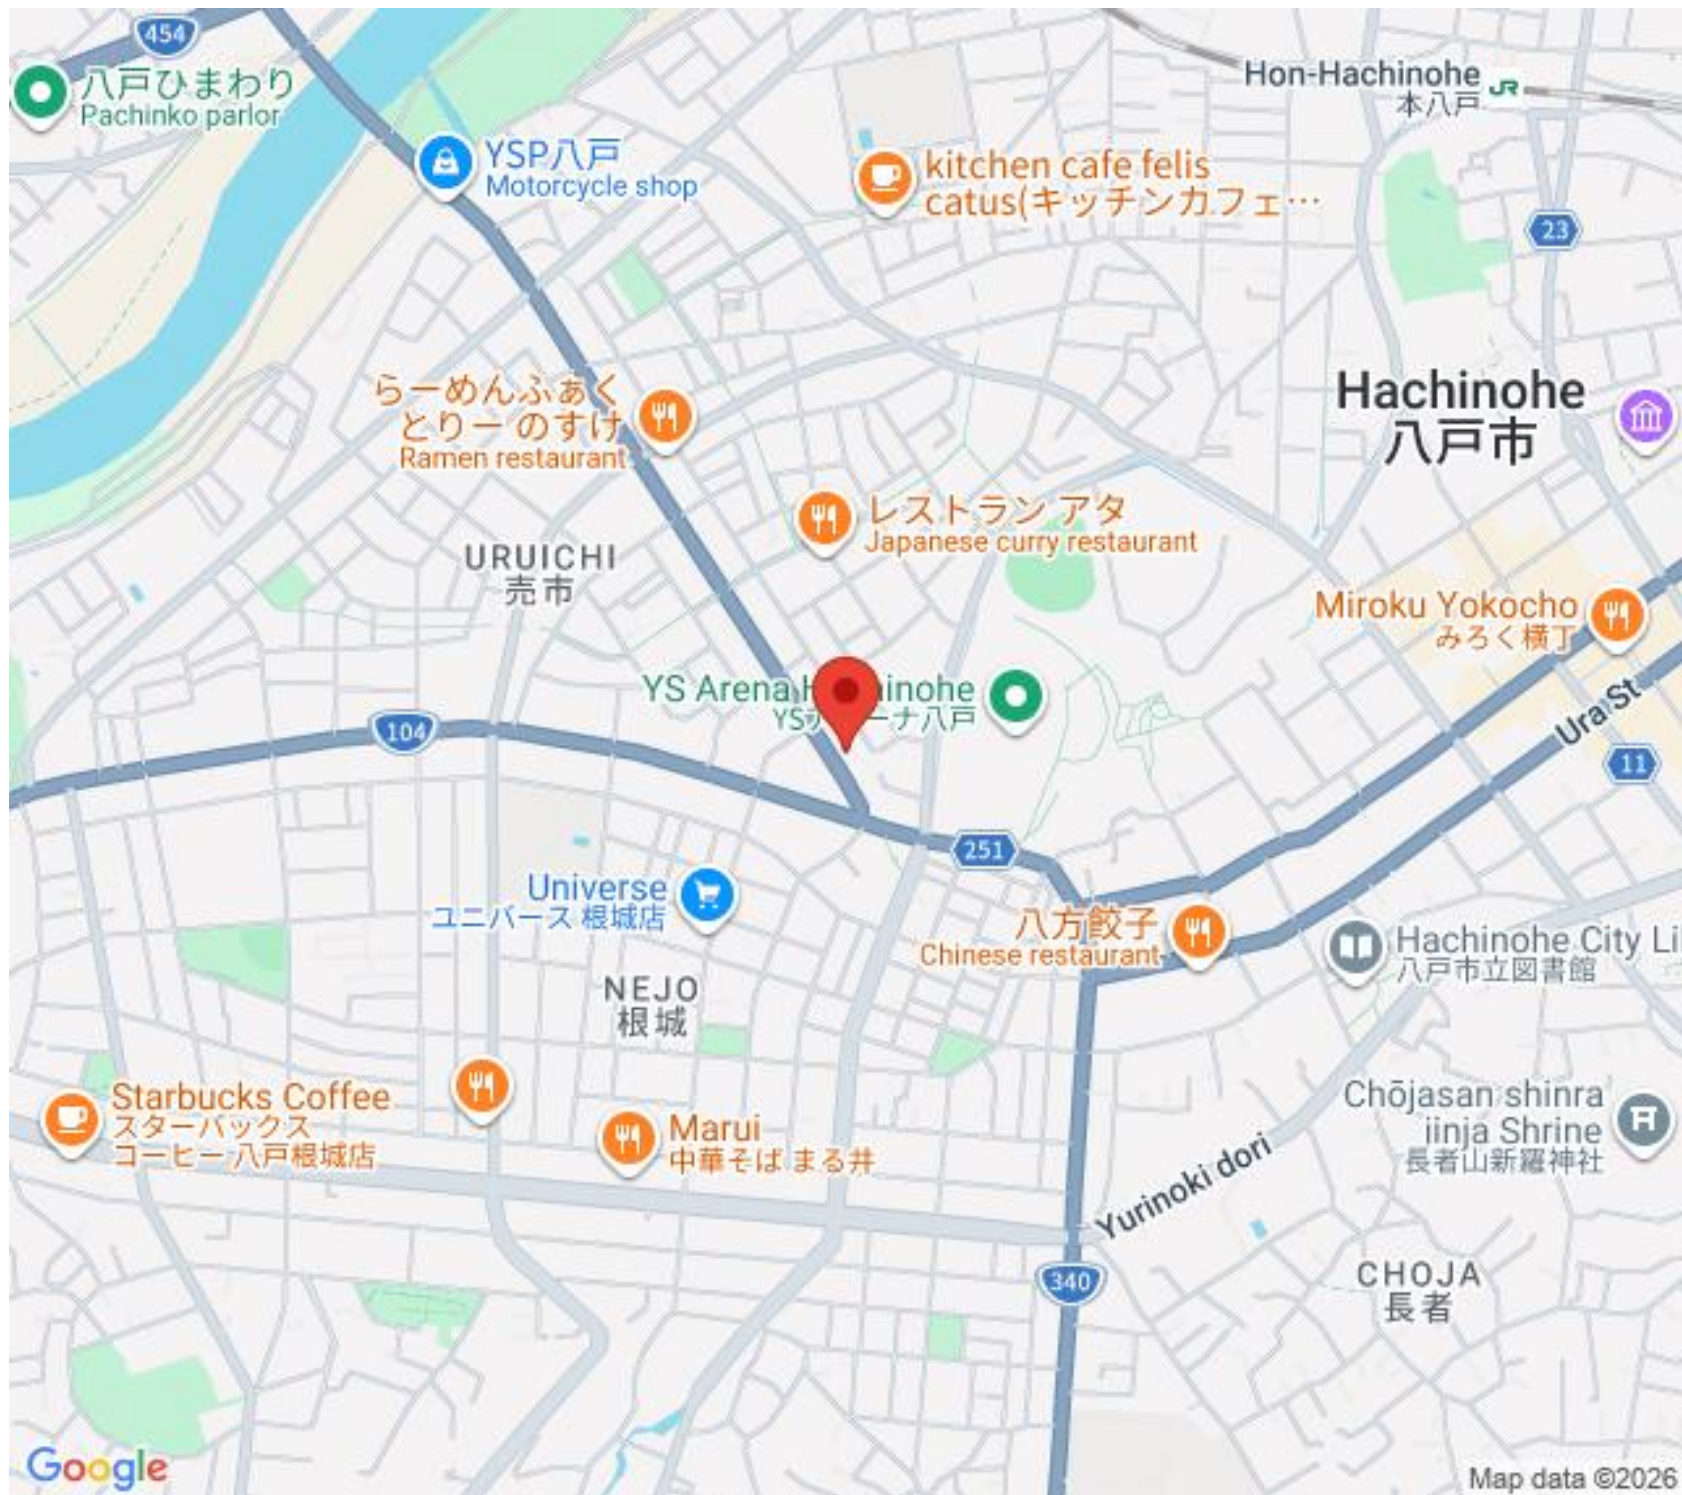 454
八戸ひまわり
Pachinko parlor
Hon-Hachinohe
本八戸
JR
YSP八戸
Motorcycle shop
kitchen cafe felis
catus(キッチンカフェ…
23
らーめんふぁく
とりー のすけ
Ramen restaurant
Hachinohe
八戸市
レストラン アタ
Japanese curry restaurant
URUICHI
売市
Miroku Yokocho
みろく横丁
YS Arena H inohe
YSア ーナ八戸
104
Ura St
11
251
Universe
ユニバース 根城店
八方餃子
Chinese restaurant
Hachinohe City Li
八戸市立図書館
NEJO
根城
Starbucks Coffee
スターバックス
コーヒー 八戸根城店
Marui
中華そば まる井
Chōjasan shinra
jinja Shrine
長者山新羅神社
Yurinoki dori
340
CHOJA
長者
Google
Map data ©2026